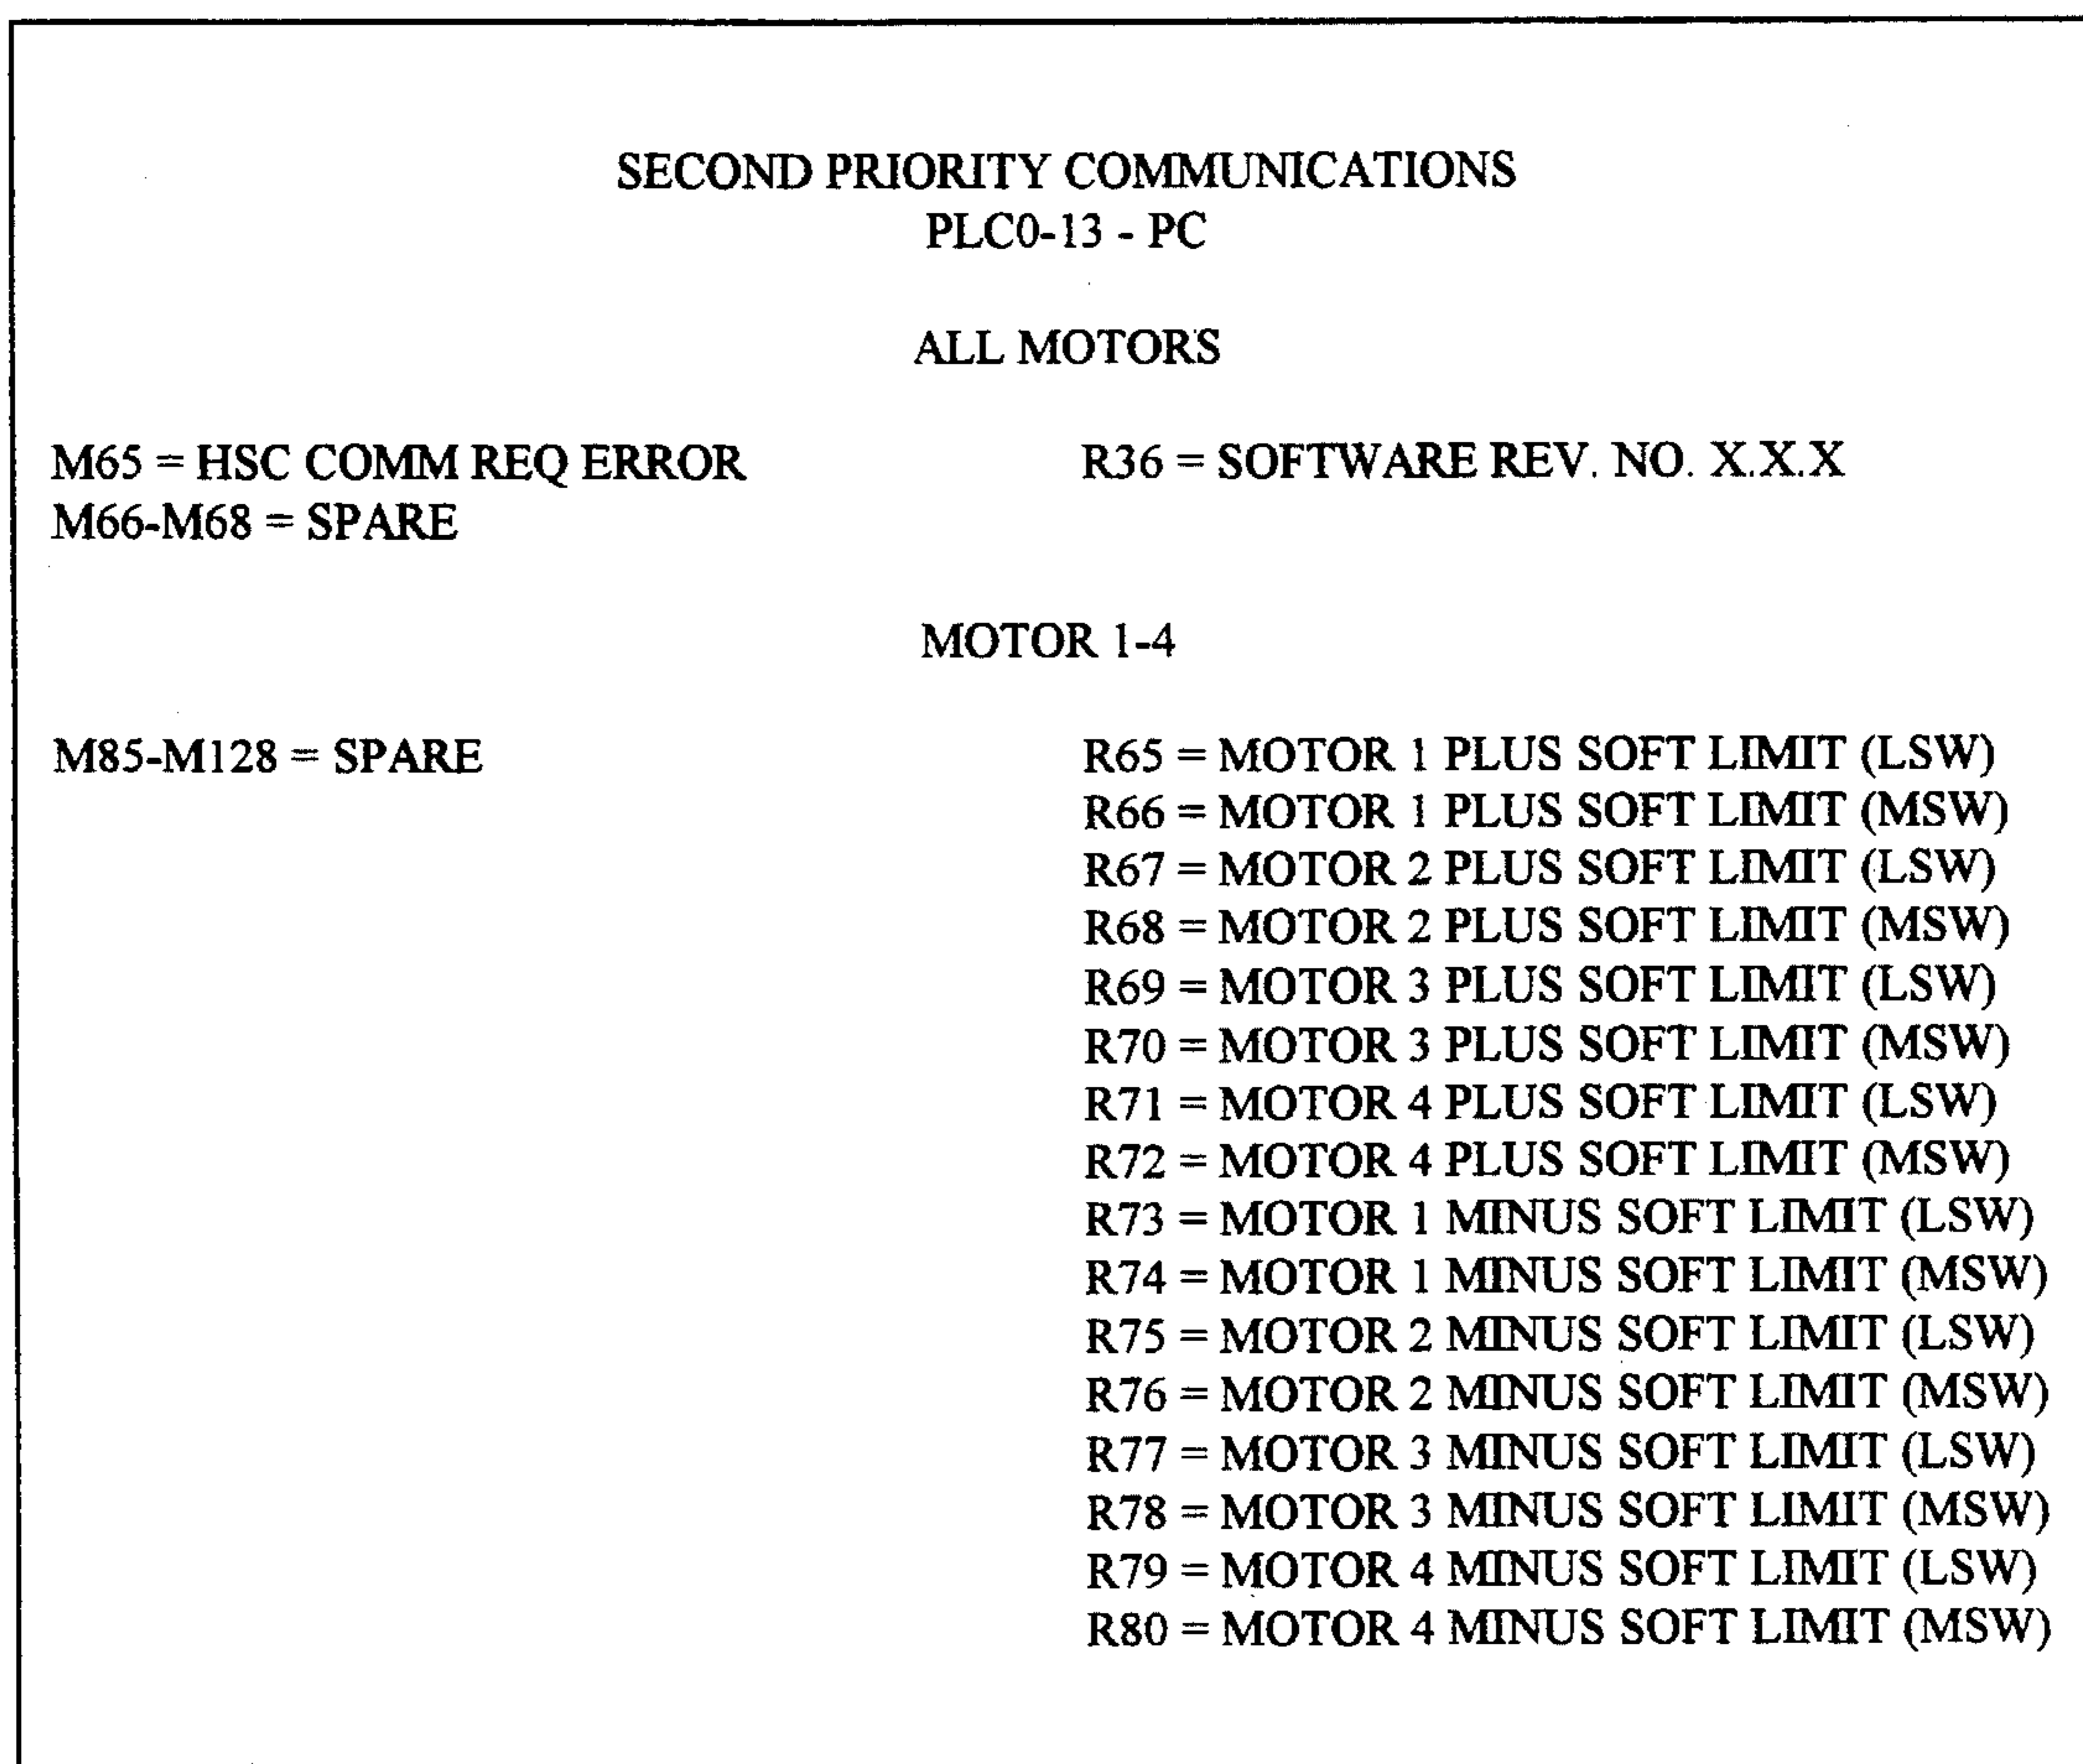 SECOND PRIORITY COMMUNICATIONS
PLC0-13 - PC
ALL MOTORS
M65 = HSC COMM REQ ERROR
R36 = SOFTWARE REV. NO. X.X.X
M66-M68 = SPARE
MOTOR 1-4
M85-M128 = SPARE
R65 = MOTOR 1 PLUS SOFT LIMIT (LSW)
R66 = MOTOR 1 PLUS SOFT LIMIT (MSW)
R67 = MOTOR 2 PLUS SOFT LIMIT (LSW)
R68 = MOTOR 2 PLUS SOFT LIMIT (MSW)
R69 = MOTOR 3 PLUS SOFT LIMIT (LSW)
R70 = MOTOR 3 PLUS SOFT LIMIT (MSW)
R71 = MOTOR 4 PLUS SOFT LIMIT (LSW)
R72 = MOTOR 4 PLUS SOFT LIMIT (MSW)
R73 = MOTOR 1 MINUS SOFT LIMIT (LSW)
R74 = MOTOR 1 MINUS SOFT LIMIT (MSW)
R75 = MOTOR 2 MINUS SOFT LIMIT (LSW)
R76 = MOTOR 2 MINUS SOFT LIMIT (MSW)
R77 = MOTOR 3 MINUS SOFT LIMIT (LSW)
R78 = MOTOR 3 MINUS SOFT LIMIT (MSW)
R79 = MOTOR 4 MINUS SOFT LIMIT (LSW)
R80 = MOTOR 4 MINUS SOFT LIMIT (MSW)